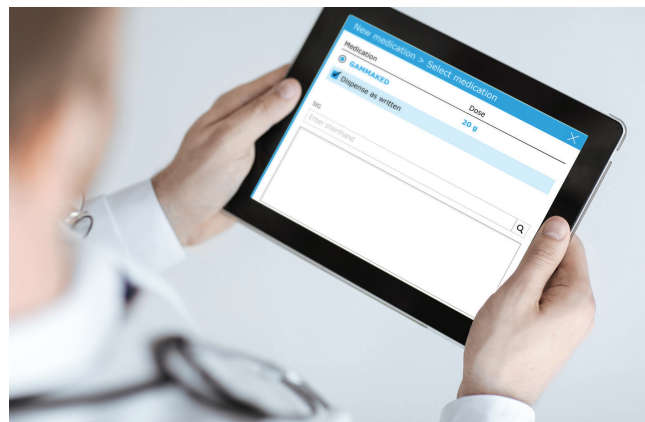 New medication > Select medication
Medication Dose
GAMMAKED 20 g
Dispense as written
SIG
Enter shorthand